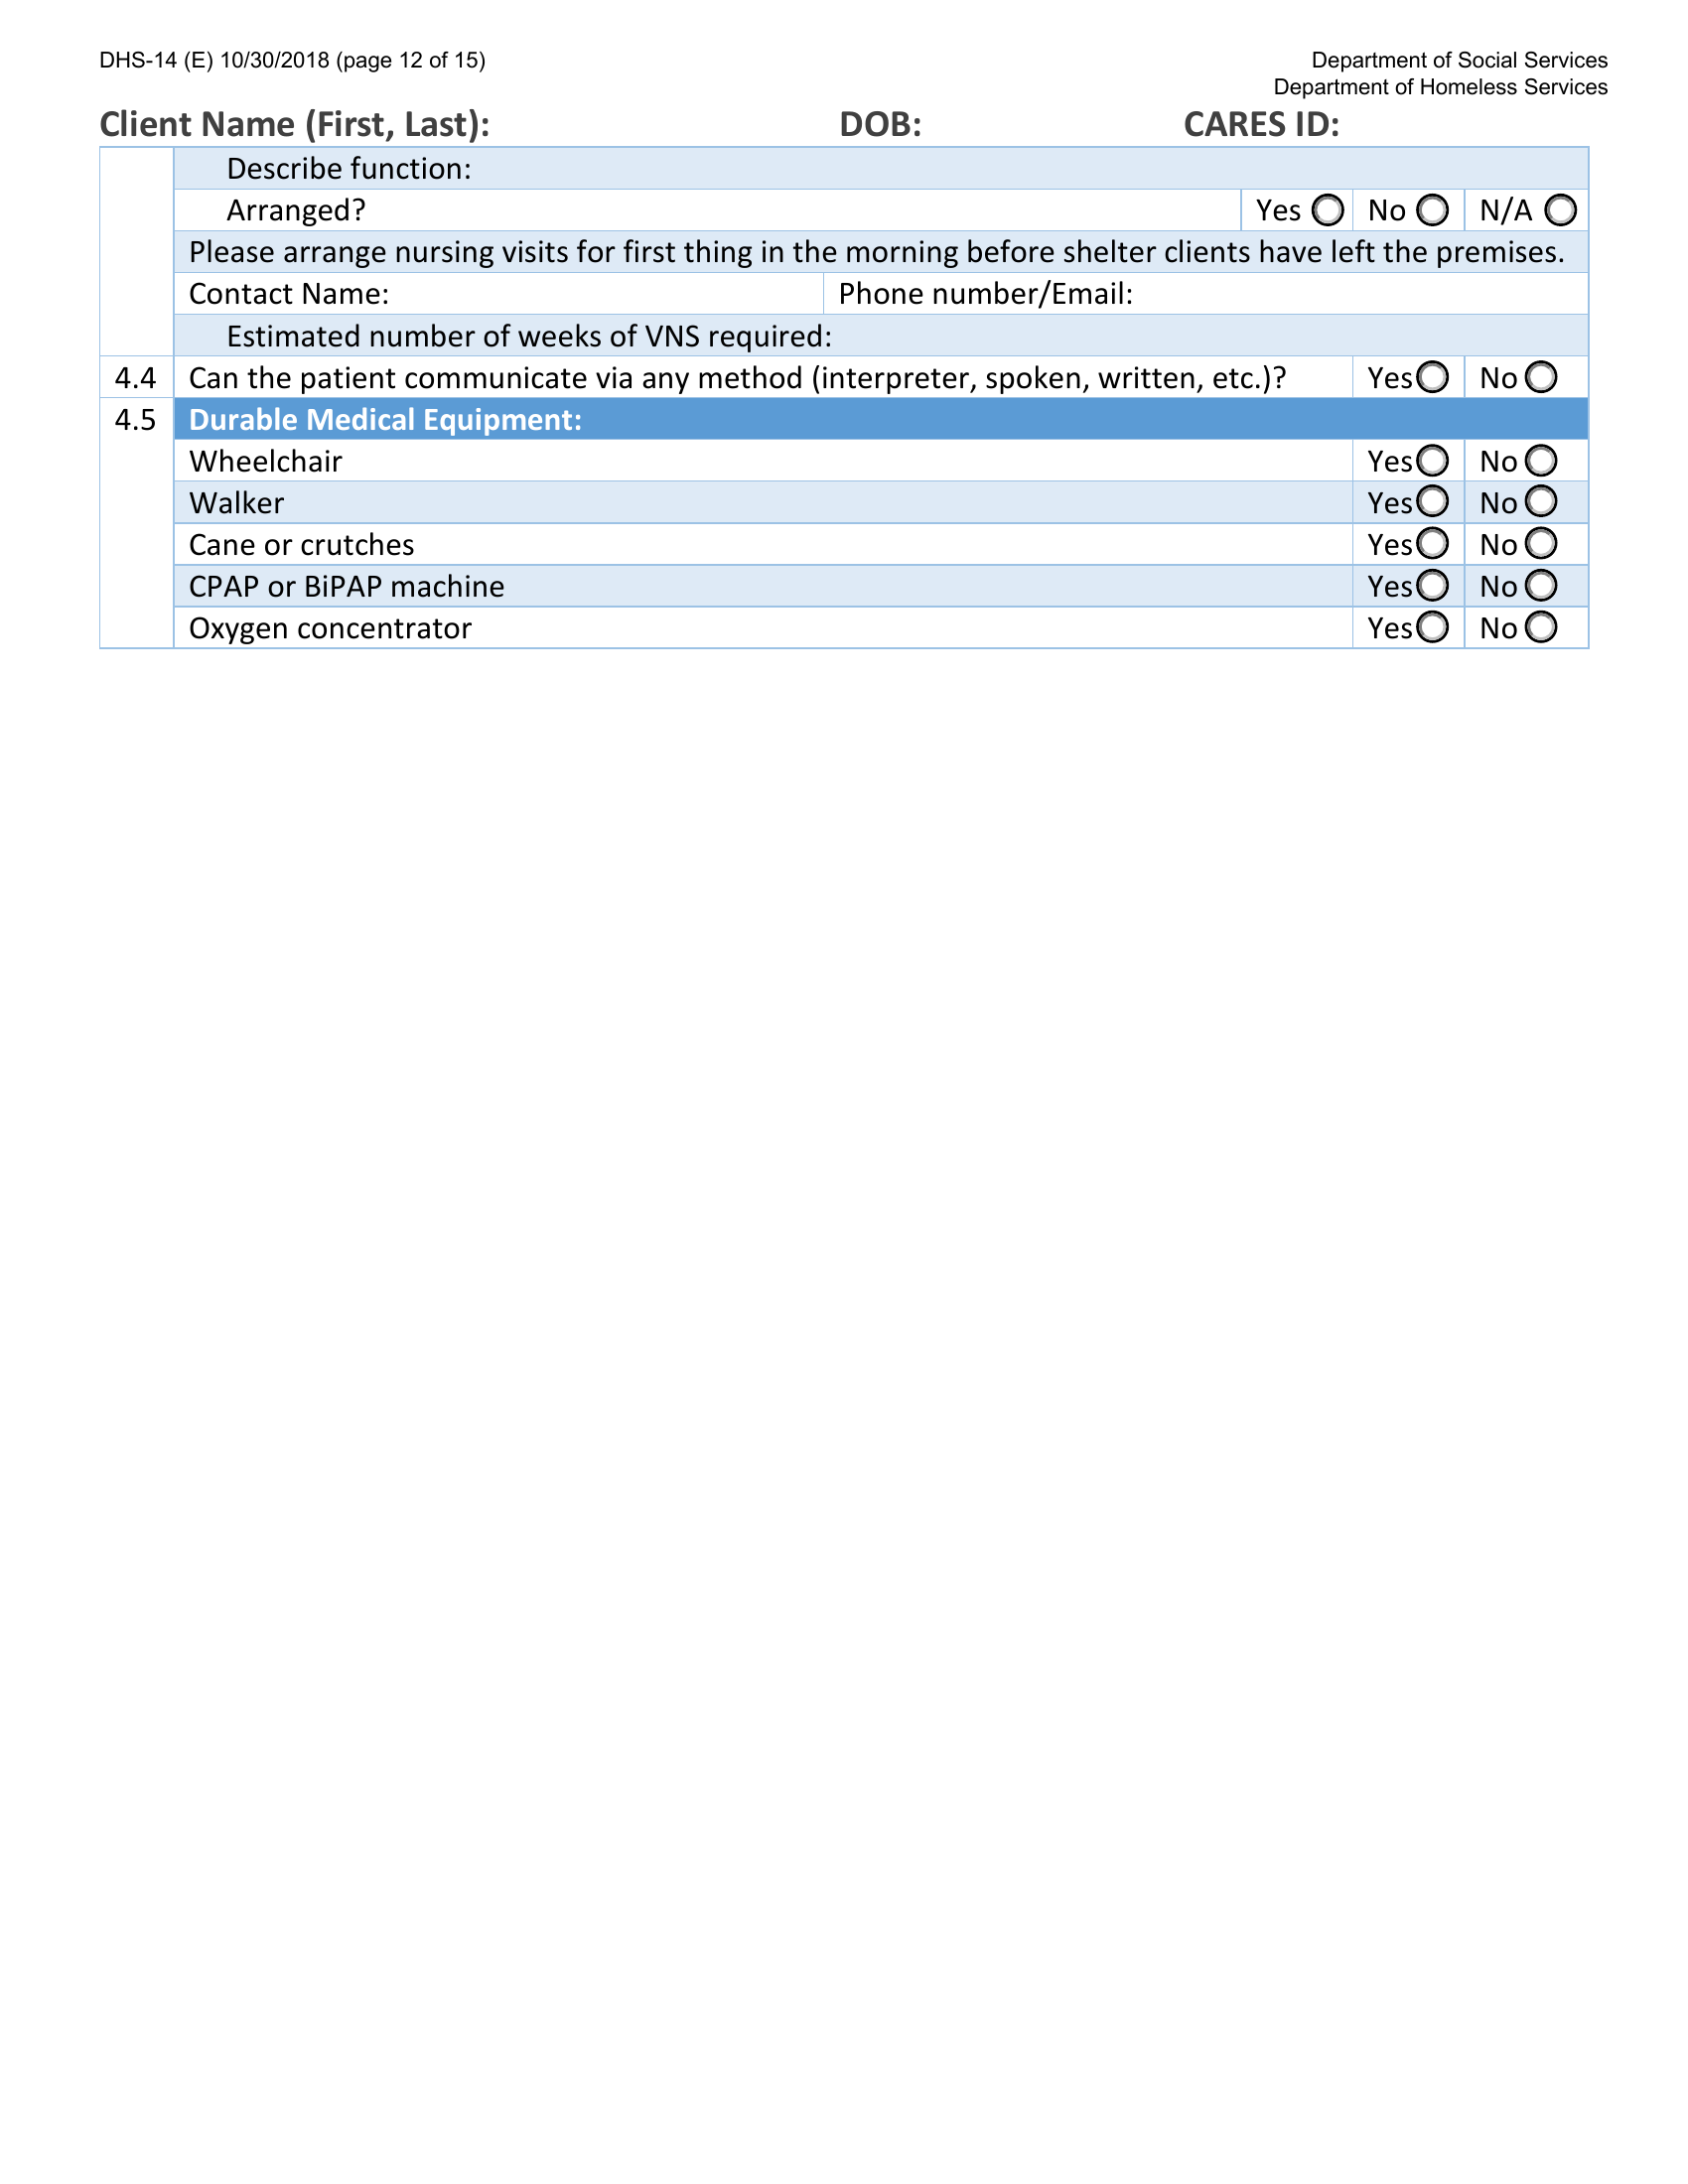 DHS-14 (E) 10/30/2018 (page 12 of 15)
Department of Social Services
Department of Homeless Services
Client Name (First, Last): DOB: CARES ID:
Describe function:
Arranged? Yes No N/A
Please arrange nursing visits for first thing in the morning before shelter clients have left the premises.
Contact Name: Phone number/Email:
Estimated number of weeks of VNS required:
4.4 Can the patient communicate via any method (interpreter, spoken, written, etc.)? Yes No
4.5 Durable Medical Equipment:
Wheelchair Yes No
Walker Yes No
Cane or crutches Yes No
CPAP or BiPAP machine Yes No
Oxygen concentrator Yes No